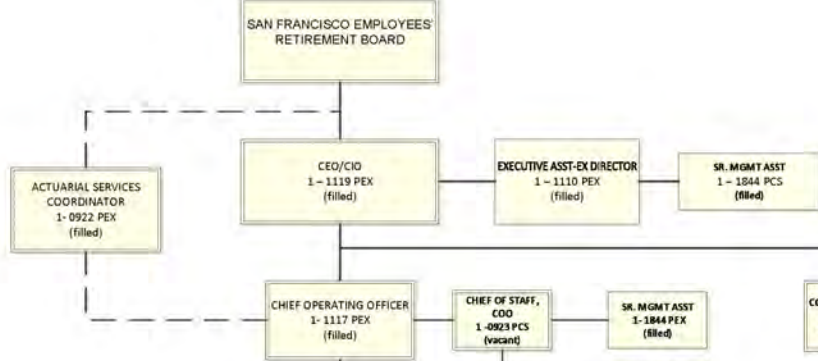 SAN FRANCISCO EMPLOYEES'
RETIREMENT BOARD
CEO/CIO
1 – 1119 PEX
(filled)
EXECUTIVE ASST-EX DIRECTOR
1 – 1110 PEX
(filled)
SR. MGMT ASST
1 – 1844 PCS
(filled)
ACTUARIAL SERVICES
COORDINATOR
1- 0922 PEX
(filled)
CHIEF OPERATING OFFICER
1- 1117 PEX
(filled)
CHIEF OF STAFF,
COO
1 -0923 PCS
(vacant)
SR. MGMT ASST
1- 1844 PEX
(filled)